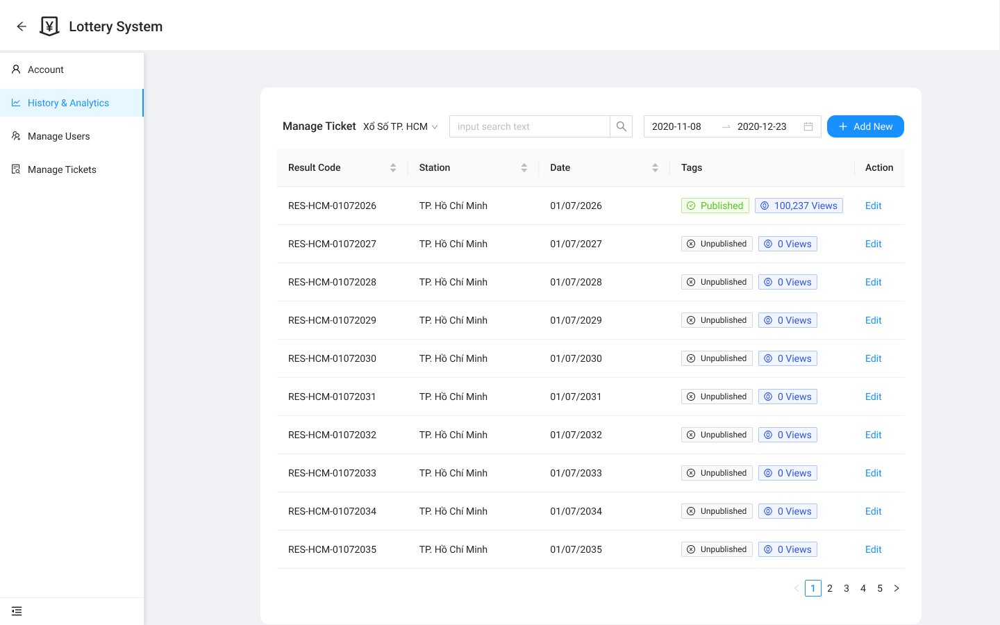 Lottery System
Account
History & Analytics
Manage Users
Manage Tickets
Manage Ticket Xổ Số TP. HCM input search text 2020-11-08 2020-12-23 Add New
Result Code Station Date Tags Action
RES-HCM-01072026 TP. Hồ Chí Minh 01/07/2026 Published 100,237 Views Edit
RES-HCM-01072027 TP. Hồ Chí Minh 01/07/2027 Unpublished 0 Views Edit
RES-HCM-01072028 TP. Hồ Chí Minh 01/07/2028 Unpublished 0 Views Edit
RES-HCM-01072029 TP. Hồ Chí Minh 01/07/2029 Unpublished 0 Views Edit
RES-HCM-01072030 TP. Hồ Chí Minh 01/07/2030 Unpublished 0 Views Edit
RES-HCM-01072031 TP. Hồ Chí Minh 01/07/2031 Unpublished 0 Views Edit
RES-HCM-01072032 TP. Hồ Chí Minh 01/07/2032 Unpublished 0 Views Edit
RES-HCM-01072033 TP. Hồ Chí Minh 01/07/2033 Unpublished 0 Views Edit
RES-HCM-01072034 TP. Hồ Chí Minh 01/07/2034 Unpublished 0 Views Edit
RES-HCM-01072035 TP. Hồ Chí Minh 01/07/2035 Unpublished 0 Views Edit
1 2 3 4 5